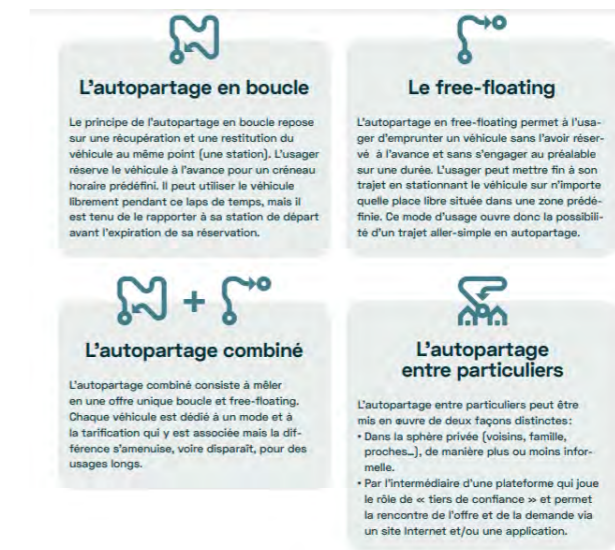 L'autopartage en boucle
Le principe de l'autopartage en boucle repose
sur une récupération et une restitution du
véhicule au même point (une station). L'usager
réserve le véhicule à l'avance pour un créneau
horaire prédéfini. Il peut utiliser le véhicule
librement pendant ce laps de temps, mais il
est tenu de le rapporter à sa station de départ
avant l'expiration de sa réservation.
Le free-floating
L'autopartage en free-floating permet à l'usa-
ger d'emprunter un véhicule sans l'avoir réser-
vé à l'avance et sans s'engager au préalable
sur une durée. L'usager peut mettre fin à son
trajet en stationnant le véhicule sur n'importe
quelle place libre située dans une zone prédé-
finie. Ce mode d'usage ouvre donc la possibili-
té d'un trajet aller-simple en autopartage.
+
L'autopartage combiné
L'autopartage combiné consiste à mêler
en une offre unique boucle et free-floating.
Chaque véhicule est dédié à un mode et à
la tarification qui y est associée mais la dif-
férence s'amenuise, voire disparaît, pour des
usages longs.
L'autopartage
entre particuliers
L'autopartage entre particuliers peut être
mis en œuvre de deux façons distinctes:
• Dans la sphère privée (voisins, famille,
proches…), de manière plus ou moins infor-
melle.
• Par l'intermédiaire d'une plateforme qui joue
le rôle de « tiers de confiance » et permet
la rencontre de l'offre et de la demande via
un site Internet et/ou une application.